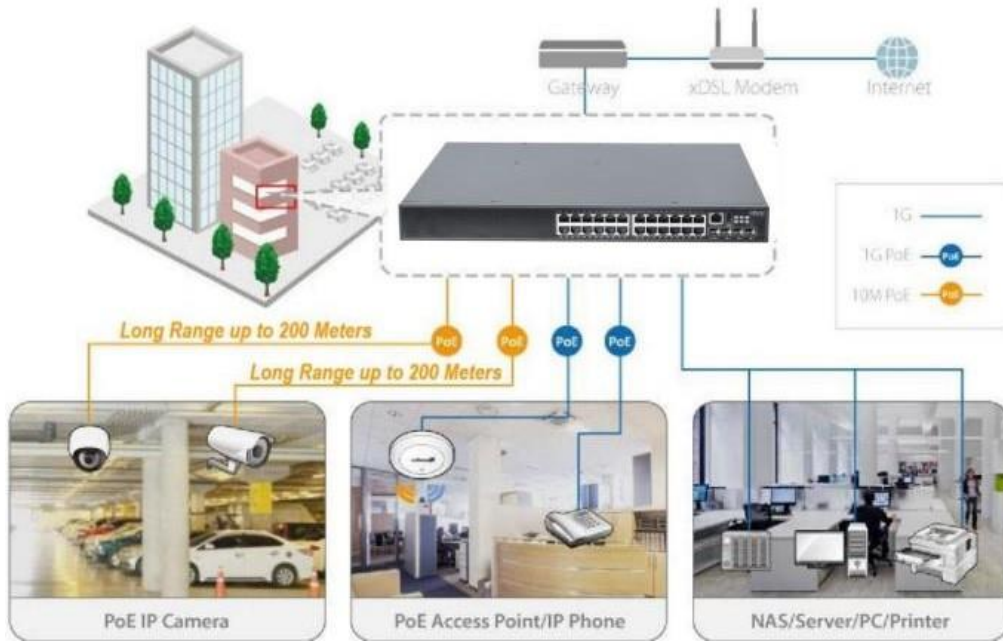 Gateway
xDSL Modem
Internet
1G
1G PoE
PoE
10M PoE
PoE
Long Range up to 200 Meters
PoE
PoE
PoE
PoE
Long Range up to 200 Meters
PoE IP Camera
PoE Access Point/IP Phone
NAS/Server/PC/Printer